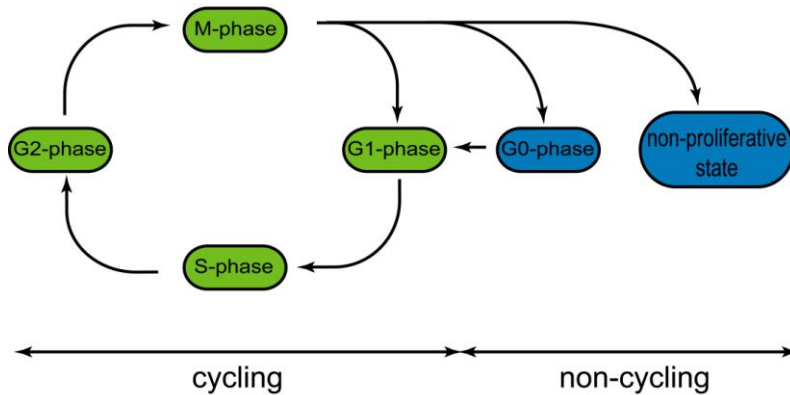 M-phase
G2-phase
G1-phase
G0-phase
non-proliferative
state
S-phase
cycling
non-cycling